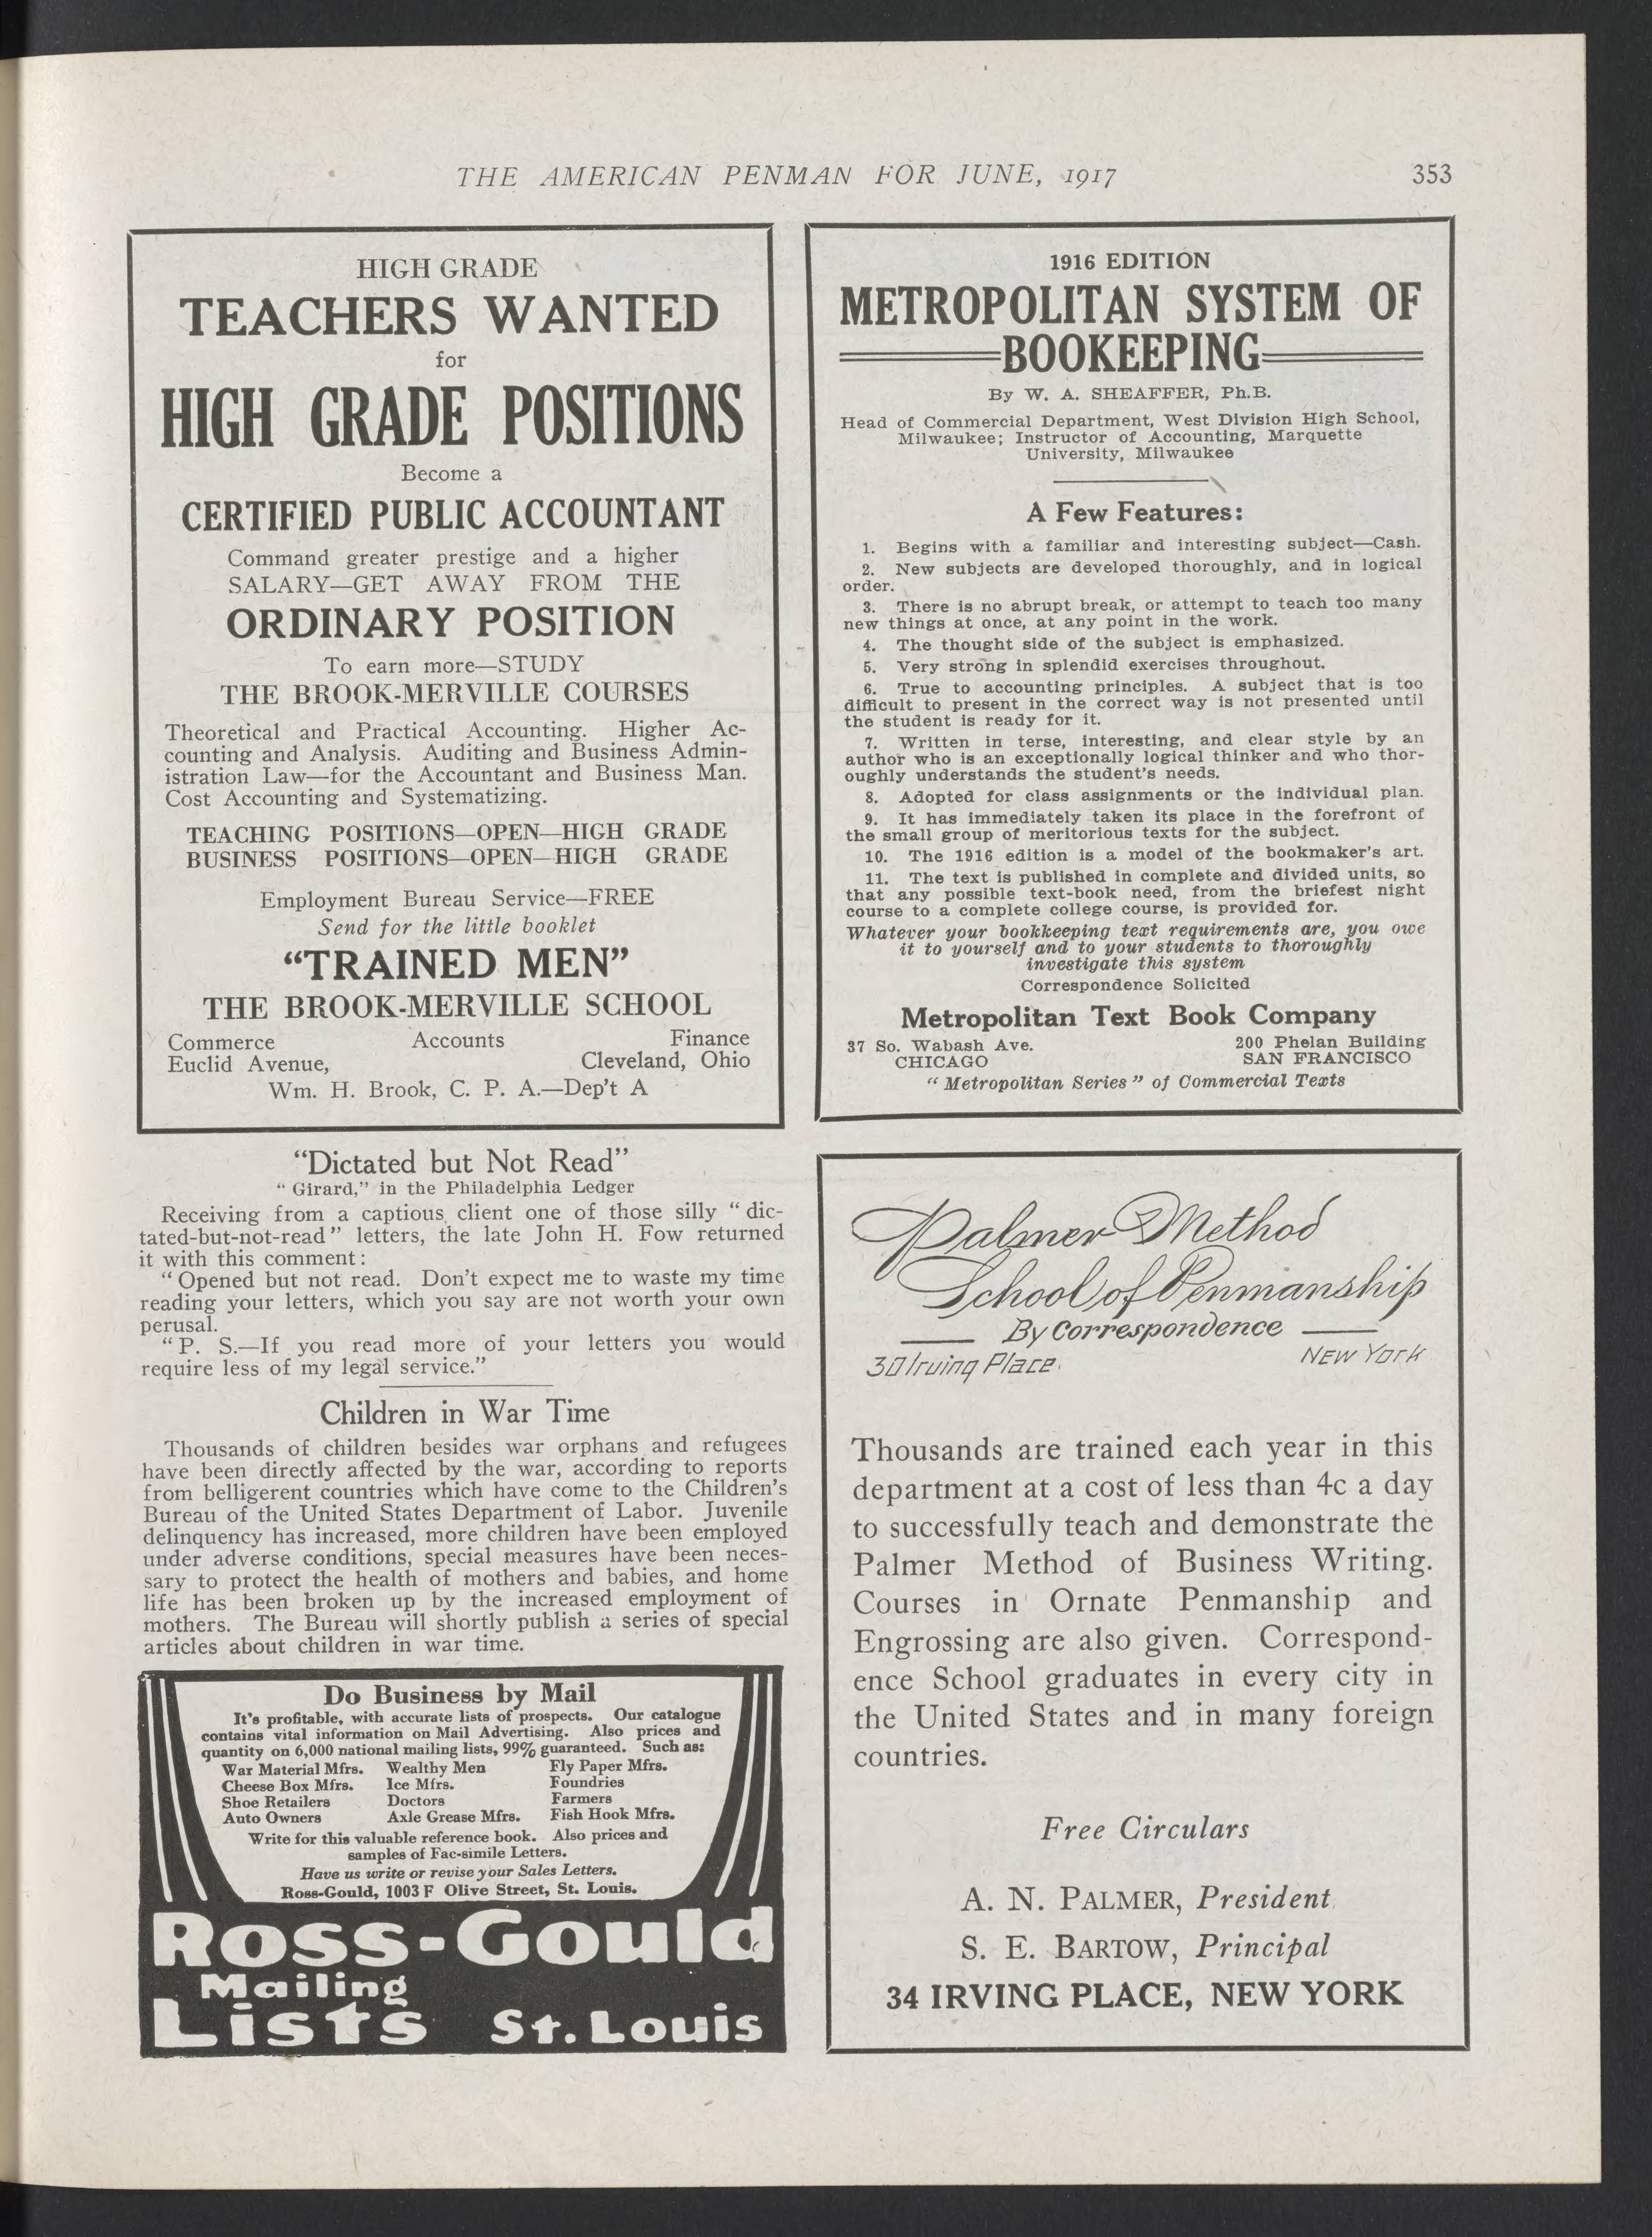 THE AMERICAN PENMAN FOR JUNE, 1917
353
HIGH GRADE
TEACHERS WANTED
for
HIGH GRADE POSITIONS
Become a
CERTIFIED PUBLIC ACCOUNTANT
Command greater prestige and a higher
SALARY—GET AWAY FROM THE
ORDINARY POSITION
To earn more—STUDY
THE BROOK-MERVILLE COURSES
Theoretical and Practical Accounting. Higher Ac-
counting and Analysis. Auditing and Business Admin-
istration Law—for the Accountant and Business Man.
Cost Accounting and Systematizing.
TEACHING POSITIONS—OPEN—HIGH GRADE
BUSINESS POSITIONS—OPEN—HIGH GRADE
Employment Bureau Service—FREE
Send for the little booklet
“TRAINED MEN”
THE BROOK-MERVILLE SCHOOL
Commerce Accounts Finance
Euclid Avenue, Cleveland, Ohio
Wm. H. Brook, C. P. A.—Dep't A
“Dictated but Not Read”
“ Girard,” in the Philadelphia Ledger
Receiving from a captious client one of those silly “ dic-
tated-but-not-read ” letters, the late John H. Fow returned
it with this comment :
“ Opened but not read. Don't expect me to waste my time
reading your letters, which you say are not worth your own
perusal.
“ P. S.—If you read more of your letters you would
require less of my legal service.”
Children in War Time
Thousands of children besides war orphans and refugees
have been directly affected by the war, according to reports
from belligerent countries which have come to the Children's
Bureau of the United States Department of Labor. Juvenile
delinquency has increased, more children have been employed
under adverse conditions, special measures have been neces-
sary to protect the health of mothers and babies, and home
life has been broken up by the increased employment of
mothers. The Bureau will shortly publish a series of special
articles about children in war time.
Do Business by Mail
It's profitable, with accurate lists of prospects. Our catalogue
contains vital information on Mail Advertising. Also prices and
quantity on 6,000 national mailing lists, 99% guaranteed. Such as:
War Material Mfrs. Wealthy Men Fly Paper Mfrs.
Cheese Box Mfrs. Ice Mfrs. Foundries
Shoe Retailers Doctors Farmers
Auto Owners Axle Grease Mfrs. Fish Hook Mfrs.
Write for this valuable reference book. Also prices and
samples of Fac-simile Letters.
Have us write or revise your Sales Letters.
Ross-Gould, 1003 F Olive Street, St. Louis.
Ross-Gould
Mailing
Lists St. Louis
1916 EDITION
METROPOLITAN SYSTEM OF
BOOKEEPING
By W. A. SHEAFFER, Ph.B.
Head of Commercial Department, West Division High School,
Milwaukee; Instructor of Accounting, Marquette
University, Milwaukee
A Few Features:
1. Begins with a familiar and interesting subject—Cash.
2. New subjects are developed thoroughly, and in logical
order.
3. There is no abrupt break, or attempt to teach too many
new things at once, at any point in the work.
4. The thought side of the subject is emphasized.
5. Very strong in splendid exercises throughout.
6. True to accounting principles. A subject that is too
difficult to present in the correct way is not presented until
the student is ready for it.
7. Written in terse, interesting, and clear style by an
author who is an exceptionally logical thinker and who thor-
oughly understands the student's needs.
8. Adopted for class assignments or the individual plan.
9. It has immediately taken its place in the forefront of
the small group of meritorious texts for the subject.
10. The 1916 edition is a model of the bookmaker's art.
11. The text is published in complete and divided units, so
that any possible text-book need, from the briefest night
course to a complete college course, is provided for.
Whatever your bookkeeping text requirements are, you owe
it to yourself and to your students to thoroughly
investigate this system
Correspondence Solicited
Metropolitan Text Book Company
37 So. Wabash Ave. 200 Phelan Building
CHICAGO SAN FRANCISCO
“ Metropolitan Series ” of Commercial Texts
Palmer Method
School of Penmanship
By Correspondence
30 Irving Place. New York
Thousands are trained each year in this
department at a cost of less than 4c a day
to successfully teach and demonstrate the
Palmer Method of Business Writing.
Courses in Ornate Penmanship and
Engrossing are also given. Correspond-
ence School graduates in every city in
the United States and in many foreign
countries.
Free Circulars
A. N. PALMER, President
S. E. BARTOW, Principal
34 IRVING PLACE, NEW YORK